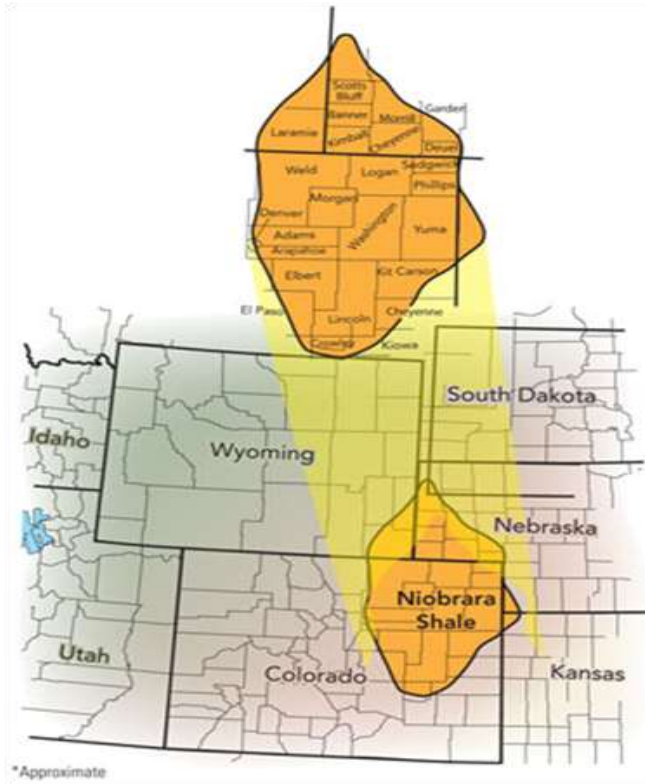 Scotts
Bluff
Garden
Banner
Morrill
Laramie
Kimball
Cheyenne
Deuel
Sedgwick
Weld
Logan
Phillips
Morgan
Denver
Washington
Yuma
Adams
Arapahoe
Elbert
Kit Carson
El Paso
Lincoln
Cheyenne
Crowley
Kiowa
South Dakota
Idaho
Wyoming
Nebraska
Niobrara
Shale
Utah
Colorado
Kansas
*Approximate